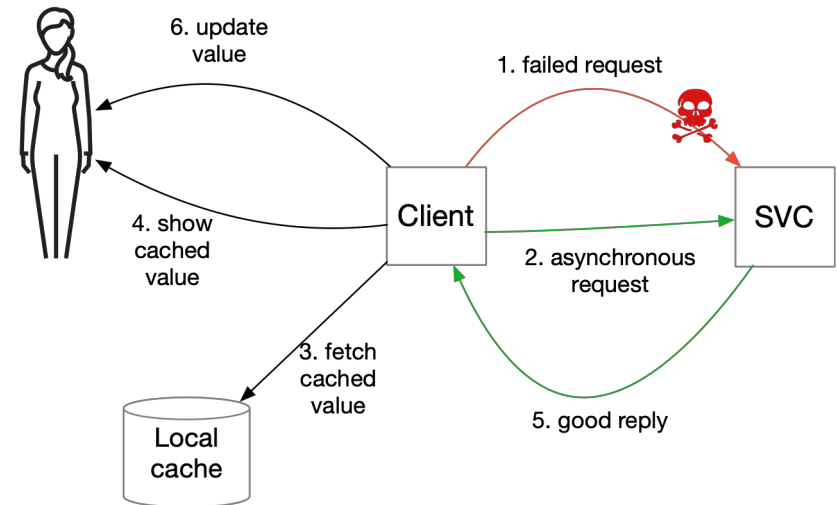 6. update
value
1. failed request
Client
SVC
4. show
cached
value
2. asynchronous
request
3. fetch
cached
value
5. good reply
Local
cache